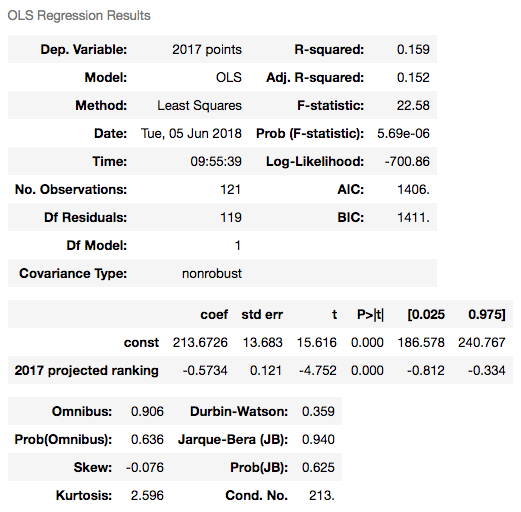 OLS Regression Results
Dep. Variable: 2017 points R-squared: 0.159
Model: OLS Adj. R-squared: 0.152
Method: Least Squares F-statistic: 22.58
Date: Tue, 05 Jun 2018 Prob (F-statistic): 5.69e-06
Time: 09:55:39 Log-Likelihood: -700.86
No. Observations: 121 AIC: 1406.
Df Residuals: 119 BIC: 1411.
Df Model: 1
Covariance Type: nonrobust
coef std err t P>|t| [0.025 0.975]
const 213.6726 13.683 15.616 0.000 186.578 240.767
2017 projected ranking -0.5734 0.121 -4.752 0.000 -0.812 -0.334
Omnibus: 0.906 Durbin-Watson: 0.359
Prob(Omnibus): 0.636 Jarque-Bera (JB): 0.940
Skew: -0.076 Prob(JB): 0.625
Kurtosis: 2.596 Cond. No. 213.